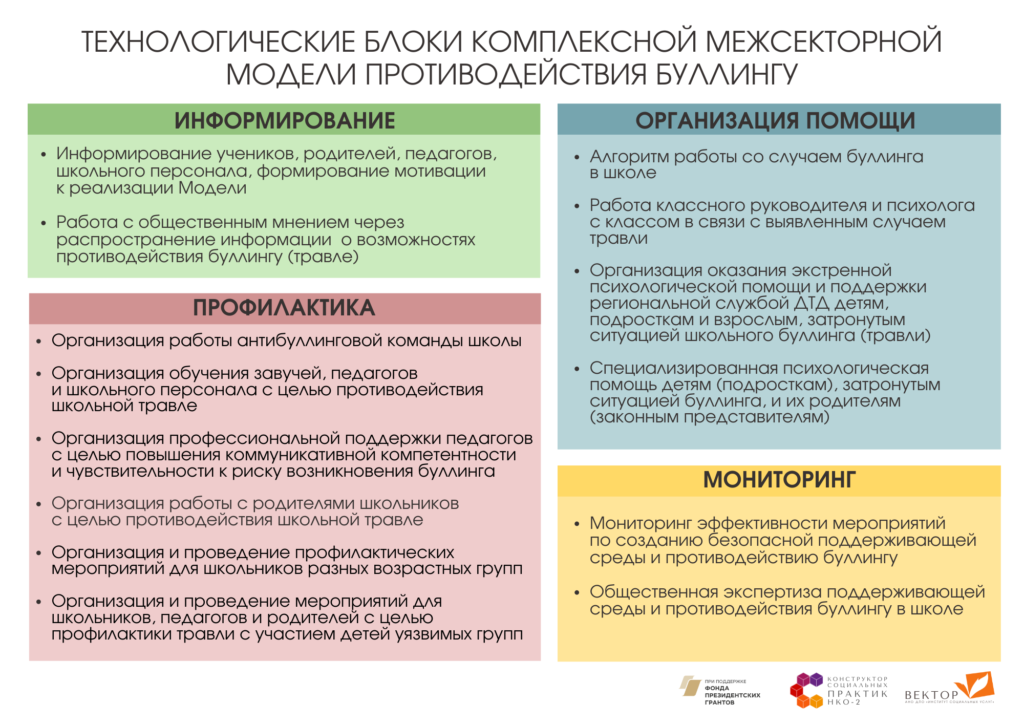 ТЕХНОЛОГИЧЕСКИЕ БЛОКИ КОМПЛЕКСНОЙ МЕЖСЕКТОРНОЙ
МОДЕЛИ ПРОТИВОДЕЙСТВИЯ БУЛЛИНГУ
ИНФОРМИРОВАНИЕ
• Информирование учеников, родителей, педагогов,
школьного персонала, формирование мотивации
к реализации Модели
• Работа с общественным мнением через
распространение информации о возможностях
противодействия буллингу (травле)
ПРОФИЛАКТИКА
• Организация работы антибуллинговой команды школы
• Организация обучения завучей, педагогов
и школьного персонала с целью противодействия
школьной травле
• Организация профессиональной поддержки педагогов
с целью повышения коммуникативной компетентности
и чувствительности к риску возникновения буллинга
• Организация работы с родителями школьников
с целью противодействия школьной травле
• Организация и проведение профилактических
мероприятий для школьников разных возрастных групп
• Организация и проведение мероприятий для
школьников, педагогов и родителей с целью
профилактики травли с участием детей уязвимых групп
ОРГАНИЗАЦИЯ ПОМОЩИ
• Алгоритм работы со случаем буллинга
в школе
• Работа классного руководителя и психолога
с классом в связи с выявленным случаем
травли
• Организация оказания экстренной
психологической помощи и поддержки
региональной службой ДТД детям,
подросткам и взрослым, затронутым
ситуацией школьного буллинга (травли)
• Специализированная психологическая
помощь детям (подросткам), затронутым
ситуацией буллинга, и их родителям
(законным представителям)
МОНИТОРИНГ
• Мониторинг эффективности мероприятий
по созданию безопасной поддерживающей
среды и противодействию буллингу
• Общественная экспертиза поддерживающей
среды и противодействия буллингу в школе
ПРИ ПОДДЕРЖКЕ
ФОНДА
ПРЕЗИДЕНТСКИХ
ГРАНТОВ
КОНСТРУКТОР
СОЦИАЛЬНЫХ
ПРАКТИК
НКО-2
ВЕКТОР